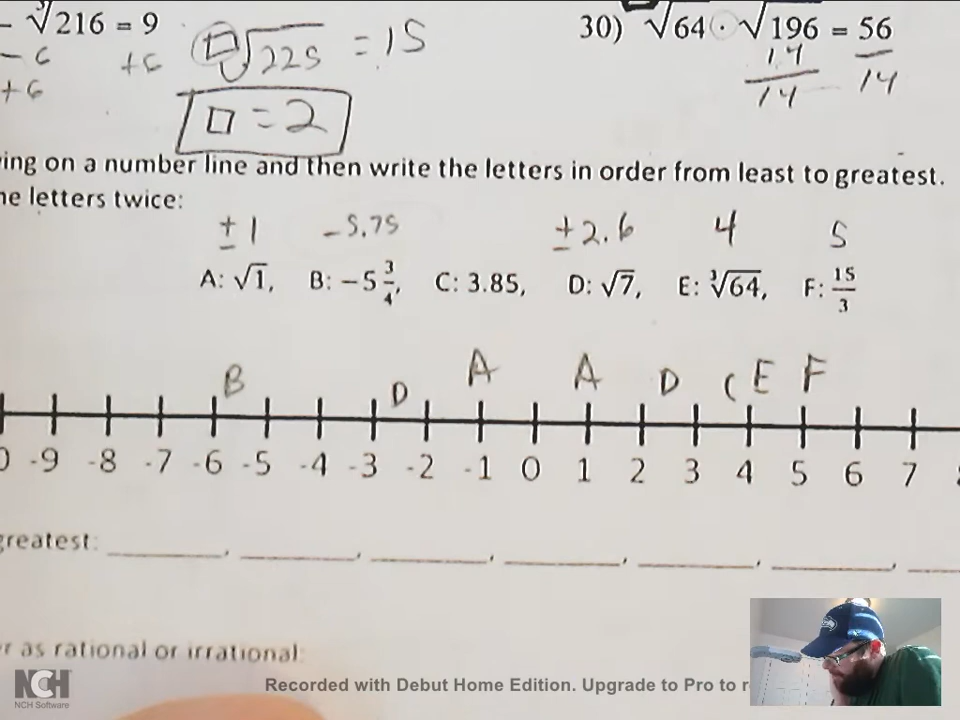 - ∛216 = 9
30) √64 · √196 = 56
- 6 +6 □√225 = 15
14/14 14
+6
□ = 2
ing on a number line and then write the letters in order from least to greatest.
he letters twice:
± 1 -5.75 ±2.6 4 5
A: √1, B: −5 3/4, C: 3.85, D: √7, E: ∛64, F: 15/3
B D A A D C E F
0 -9 -8 -7 -6 -5 -4 -3 -2 -1 0 1 2 3 4 5 6 7
greatest:
r as rational or irrational:
NCH
NCH Software
Recorded with Debut Home Edition. Upgrade to Pro to r